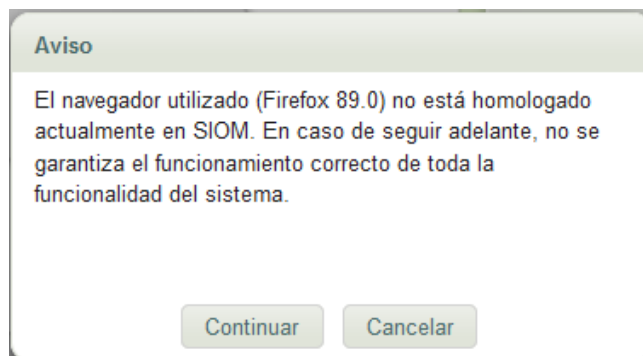 Aviso
El navegador utilizado (Firefox 89.0) no está homologado
actualmente en SIOM. En caso de seguir adelante, no se
garantiza el funcionamiento correcto de toda la
funcionalidad del sistema.
Continuar Cancelar